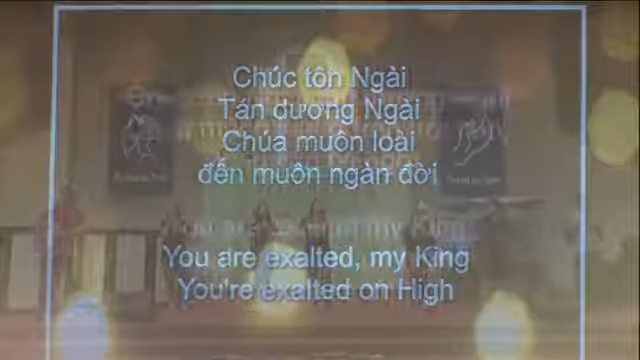 Chúc tôn Ngài
Tán dương Ngài
Chúa muôn loài
đến muôn ngàn đời
You are exalted, my King
You're exalted on High